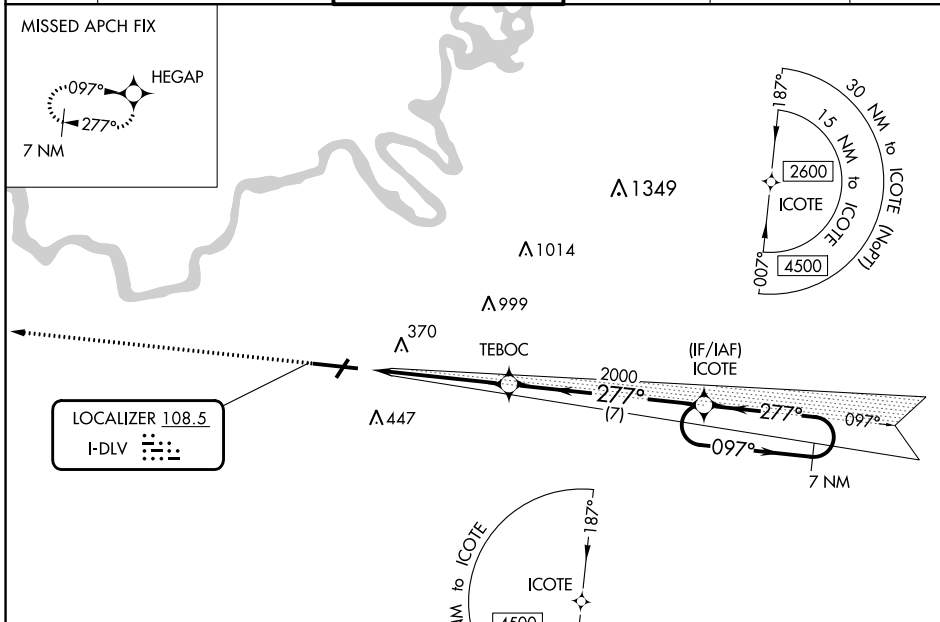 MISSED APCH FIX
HEGAP
097°
277°
7 NM
187°
30 NM to ICOTE (NoPT)
15 NM to ICOTE
2600
ICOTE
007°
4500
1349
1014
999
370
447
TEBOC
(IF/IAF)
ICOTE
2000
277°
(7)
277°
097°
097°
7 NM
LOCALIZER 108.5
I-DLV
NM to ICOTE
187°
ICOTE
4500